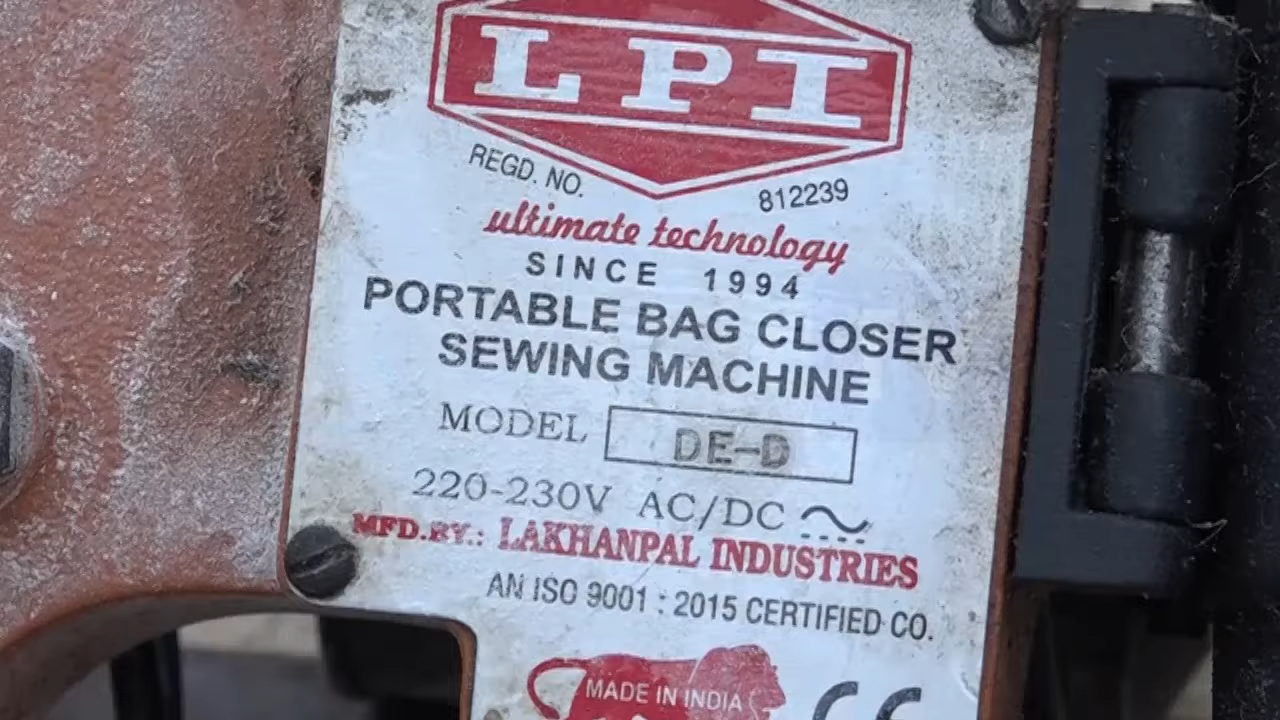 LPI
REGD. NO. 812239
ultimate technology
SINCE 1994
PORTABLE BAG CLOSER
SEWING MACHINE
MODEL DE-D
220-230V AC/DC
MFD.BY.: LAKHANPAL INDUSTRIES
AN ISO 9001 : 2015 CERTIFIED CO.
MADE IN INDIA CE